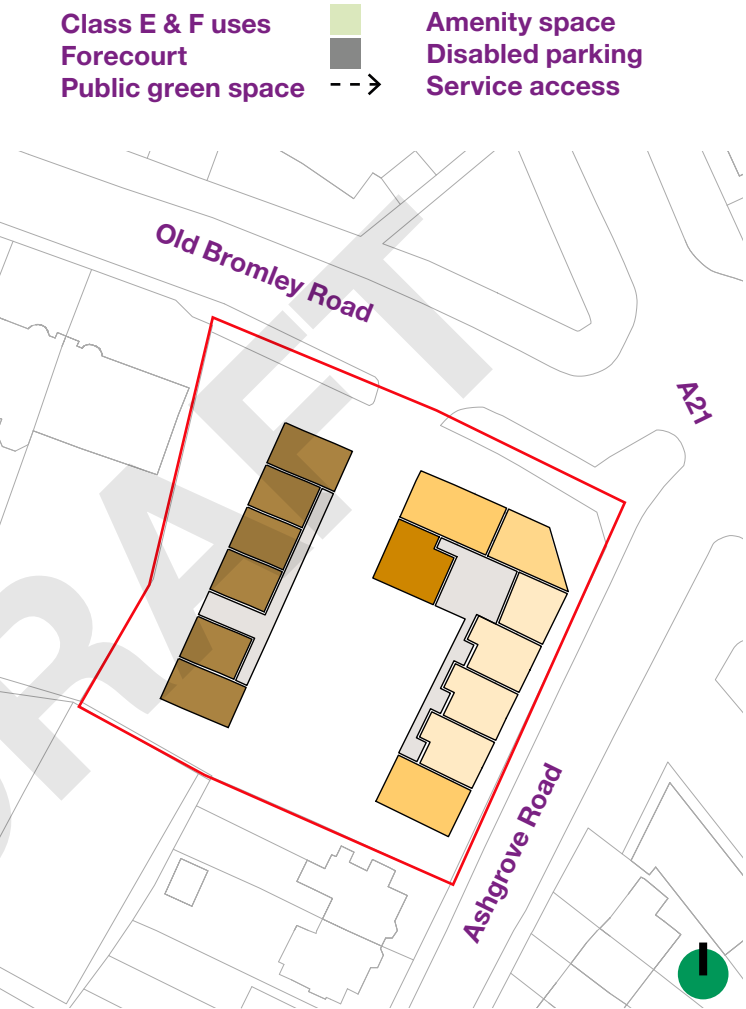 Class E & F uses
Forecourt
Public green space
Amenity space
Disabled parking
Service access
Old Bromley Road
A21
Ashgrove Road
DRAFT